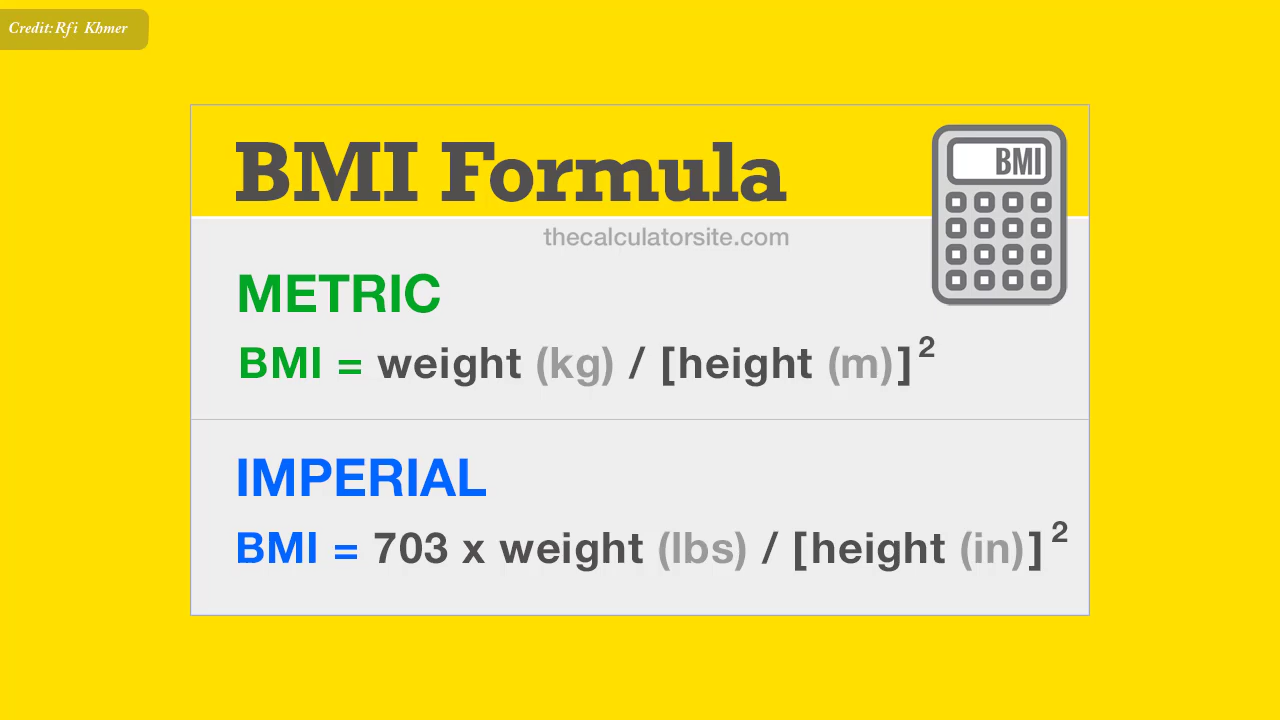 Credit:Rfi Khmer
BMI Formula
BMI
thecalculatorsite.com
METRIC
BMI = weight (kg) / [height (m)]²
IMPERIAL
BMI = 703 x weight (lbs) / [height (in)]²